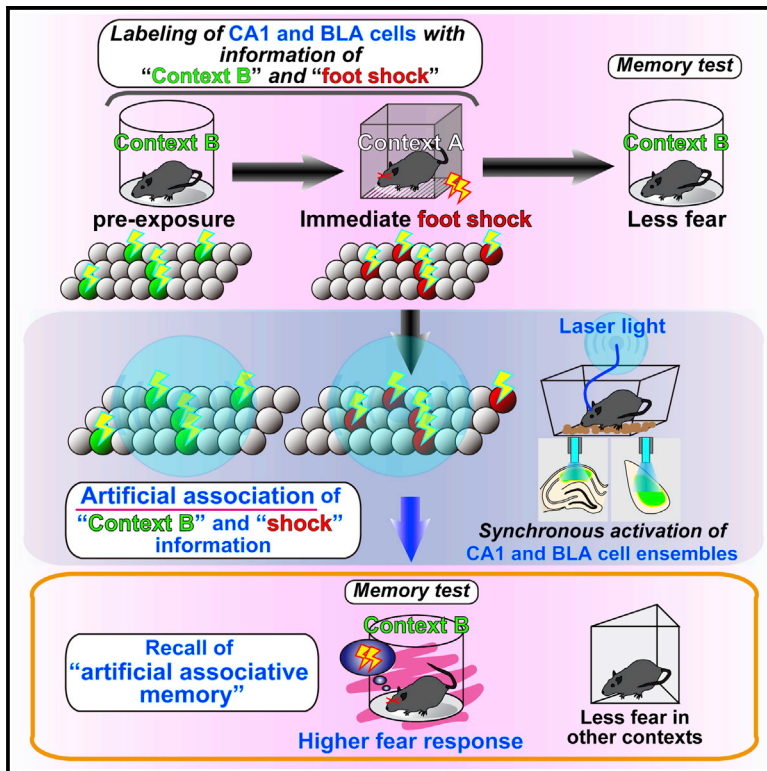 Labeling of CA1 and BLA cells with
information of
“Context B” and “foot shock”
Memory test
Context B
Context A
Context B
pre-exposure
Immediate foot shock
Less fear
Laser light
Artificial association of
“Context B” and “shock”
information
Synchronous activation of
CA1 and BLA cell ensembles
Memory test
Context B
Recall of
“artificial associative
memory”
Higher fear response
Less fear in
other contexts